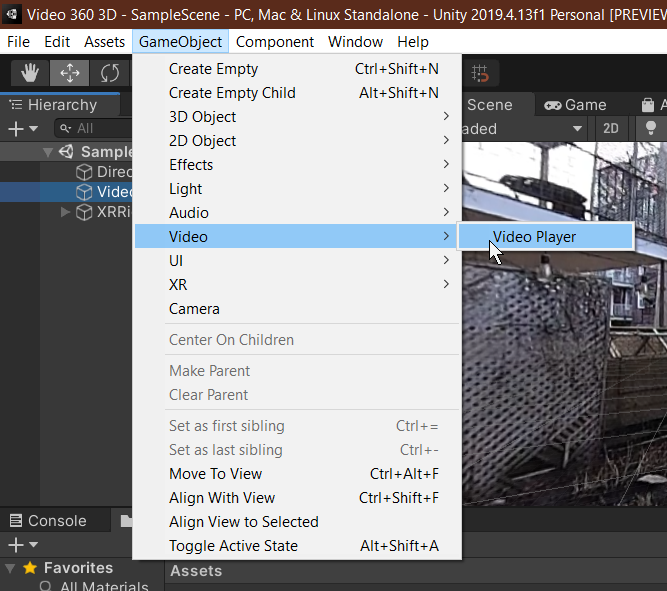 Video 360 3D - SampleScene - PC, Mac & Linux Standalone - Unity 2019.4.13f1 Personal [PREVIEW
File Edit Assets GameObject Component Window Help
Hierarchy
All
Sample
Direc
Video
XRRi
Create Empty Ctrl+Shift+N
Create Empty Child Alt+Shift+N
3D Object
2D Object
Effects
Light
Audio
Video
UI
XR
Camera
Center On Children
Make Parent
Clear Parent
Set as first sibling Ctrl+=
Set as last sibling Ctrl+-
Move To View Ctrl+Alt+F
Align With View Ctrl+Shift+F
Align View to Selected
Toggle Active State Alt+Shift+A
Video Player
Scene Game A
aded 2D
Console
Favorites
All Materials
Assets